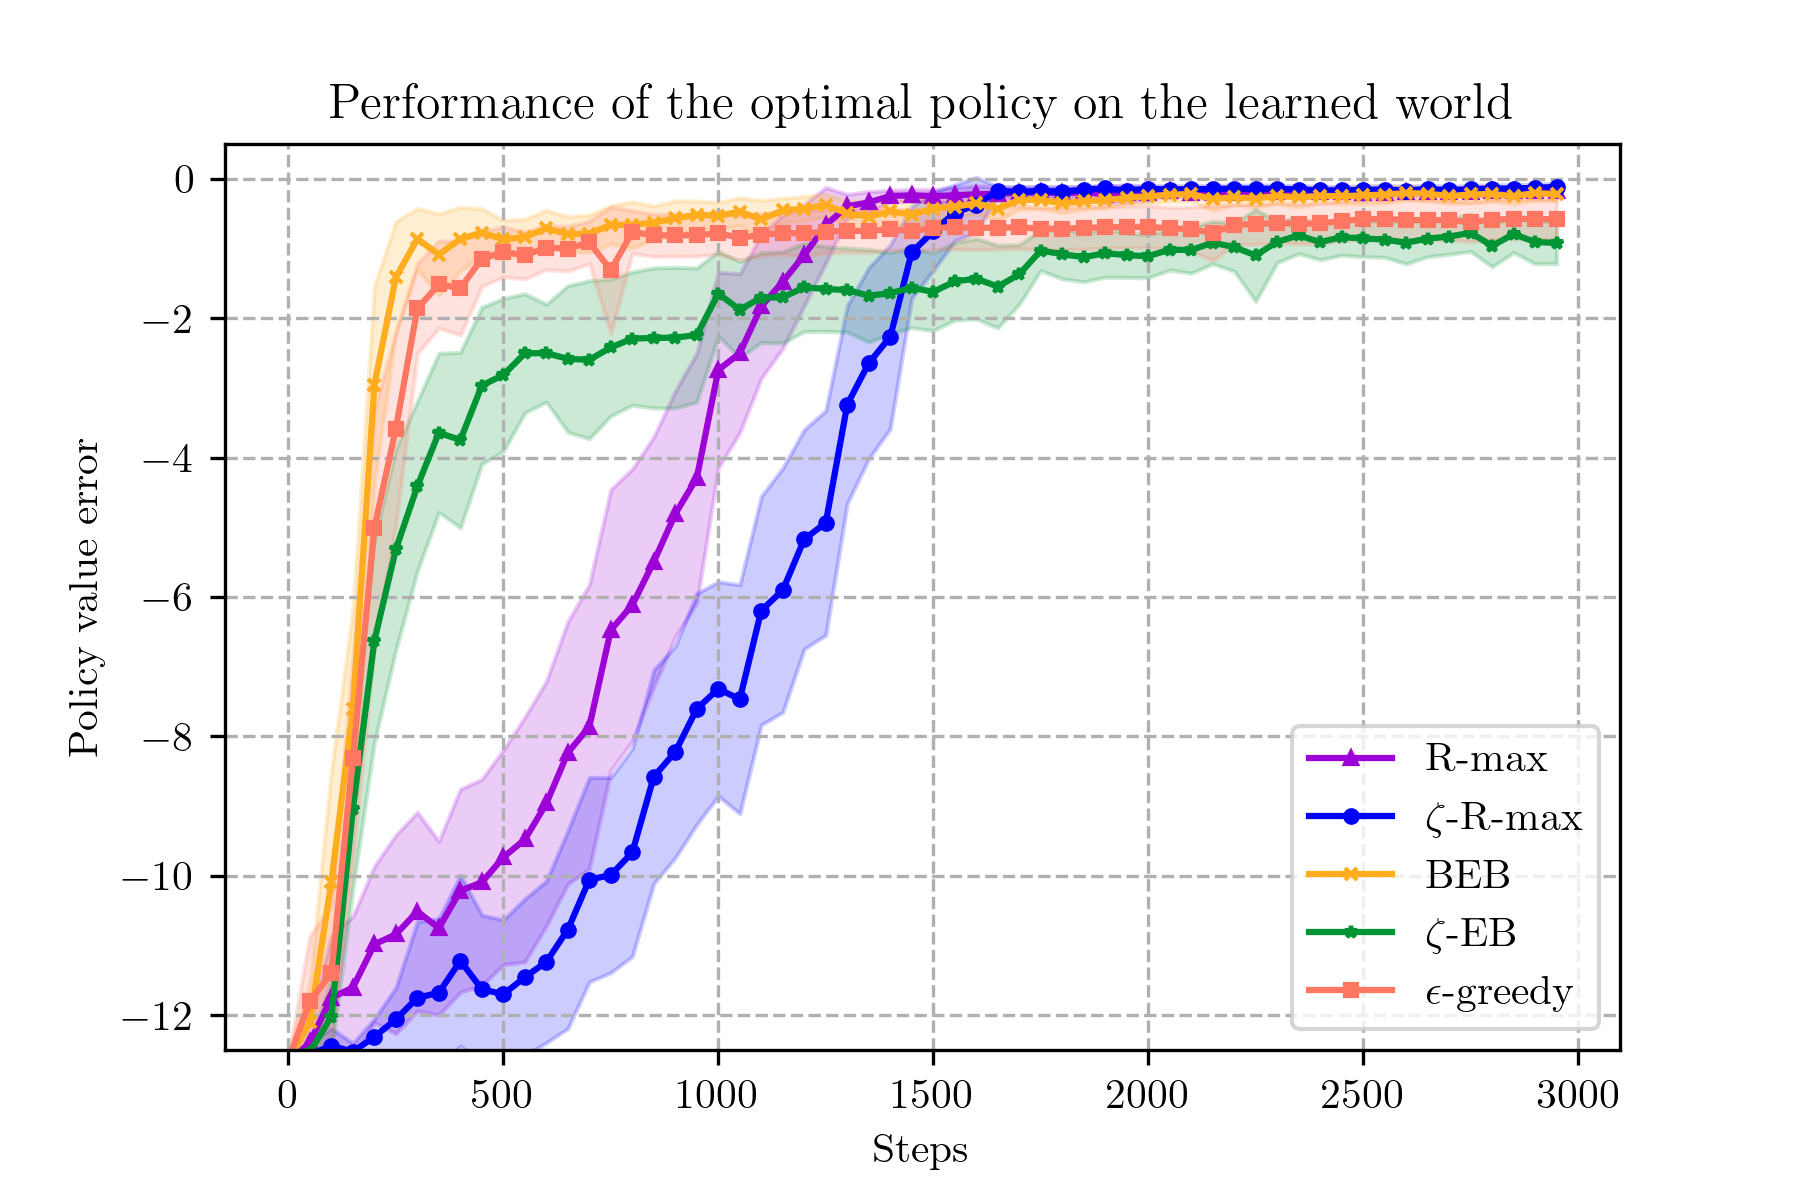 Performance of the optimal policy on the learned world
Policy value error
0
−2
−4
−6
−8
−10
−12
R-max
ζ-R-max
BEB
ζ-EB
ϵ-greedy
0 500 1000 1500 2000 2500 3000
Steps